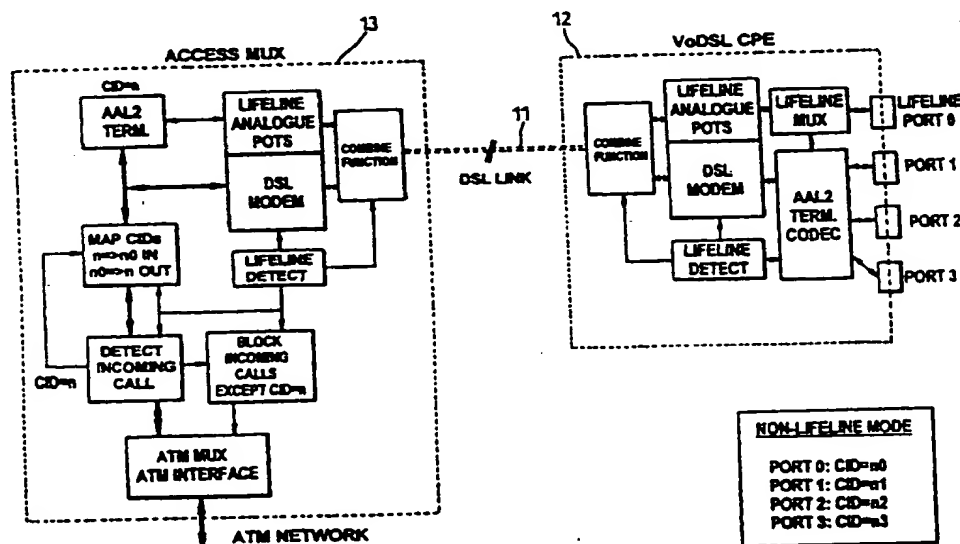 13
ACCESS MUX
CID=n
AAL2
TERM.
LIFELINE
ANALOGUE
POTS
COMBINE
FUNCTION
DSL
MODEM
MAP CIDs
n=>n0 IN
n0=>n OUT
LIFELINE
DETECT
DETECT
INCOMING
CALL
CID=n
BLOCK
INCOMING
CALLS
EXCEPT CID=n
ATM MUX
ATM INTERFACE
ATM NETWORK
11
DSL LINK
12
VoDSL CPE
COMBINE
FUNCTION
LIFELINE
ANALOGUE
POTS
LIFELINE
MUX
LIFELINE
PORT 0
DSL
MODEM
AAL2
TERM.
CODEC
PORT 1
PORT 2
PORT 3
LIFELINE
DETECT
NON-LIFELINE MODE
PORT 0: CID=n0
PORT 1: CID=n1
PORT 2: CID=n2
PORT 3: CID=n3